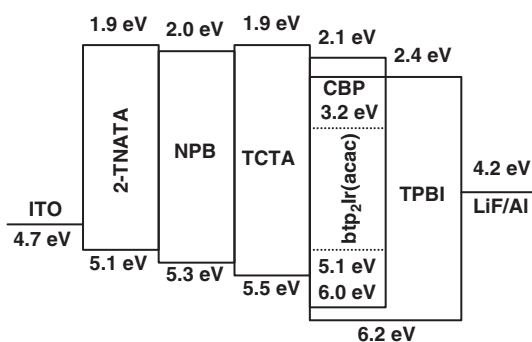 1.9 eV
2.0 eV
1.9 eV
2.1 eV
2.4 eV
CBP
3.2 eV
2-TNATA
NPB
TCTA
btp₂Ir(acac)
TPBI
4.2 eV
LiF/Al
ITO
4.7 eV
5.1 eV
5.3 eV
5.5 eV
5.1 eV
6.0 eV
6.2 eV